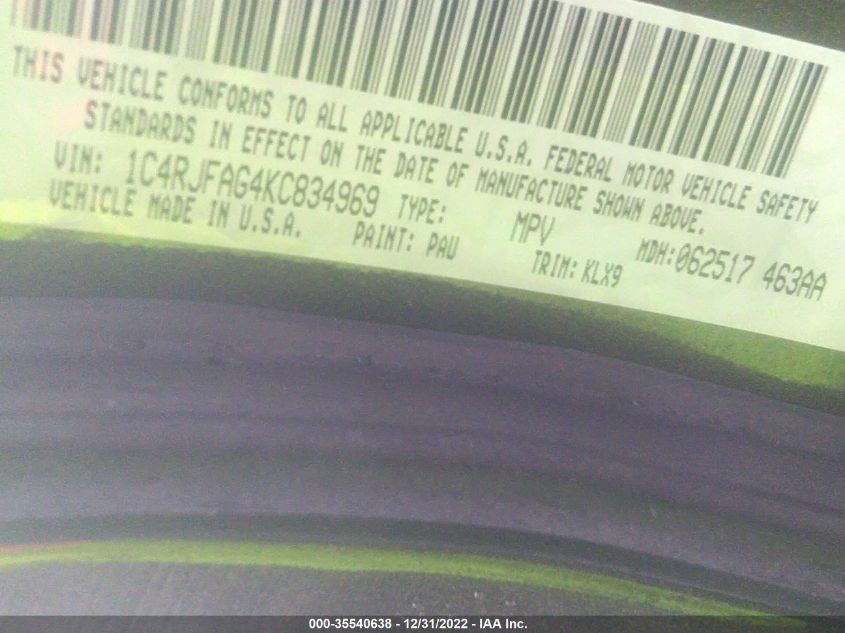 THIS VEHICLE CONFORMS TO ALL APPLICABLE U.S.A. FEDERAL MOTOR VEHICLE SAFETY
STANDARDS IN EFFECT ON THE DATE OF MANUFACTURE SHOWN ABOVE.
VIN: 1C4RJFAG4KC834969 TYPE: MPV MDH:062517 463AA
VEHICLE MADE IN U.S.A. PAINT: PAU TRIM: KLX9
000-35540638 - 12/31/2022 - IAA Inc.